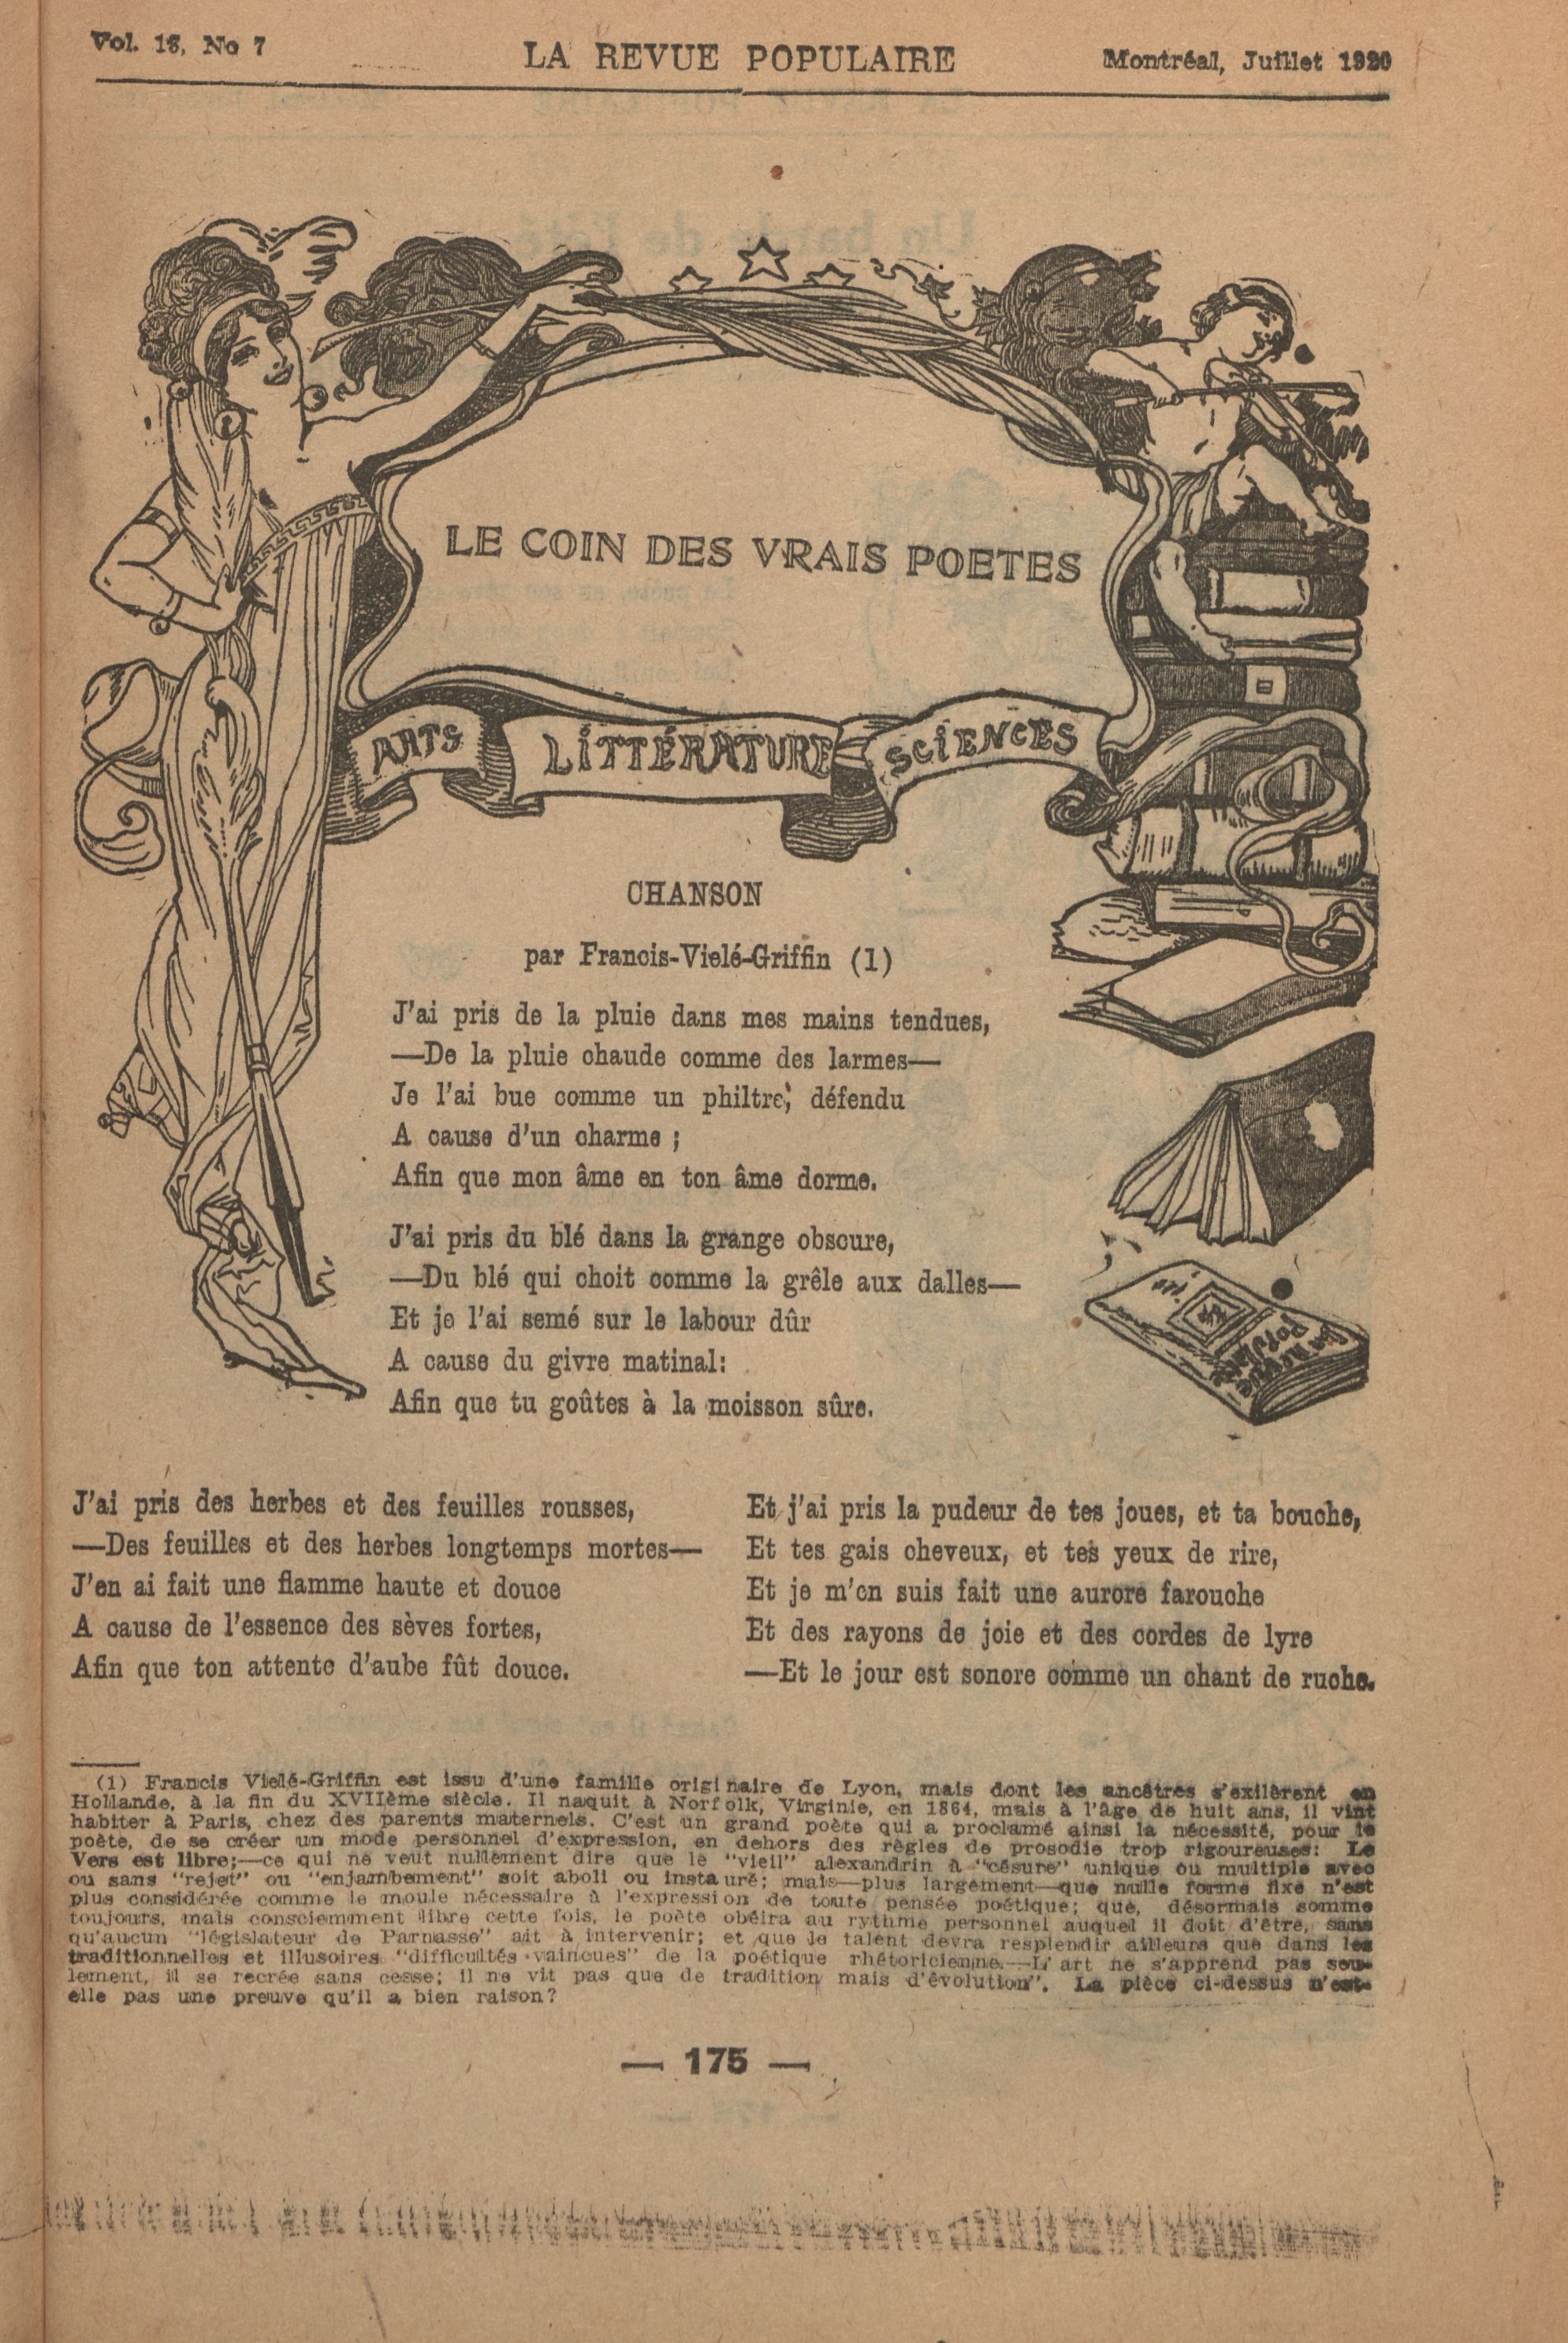 Vol. 13, No 7
LA REVUE POPULAIRE
Montréal, Juillet 1920
LE COIN DES VRAIS POETES
ARTS
LITTÉRATURE
SCIENCES
CHANSON
par Francis-Vielé-Griffin (1)
J'ai pris de la pluie dans mes mains tendues,
—De la pluie chaude comme des larmes—
Je l'ai bue comme un philtre, défendu
A cause d'un charme ;
Afin que mon âme en ton âme dorme.
J'ai pris du blé dans la grange obscure,
—Du blé qui choit comme la grêle aux dalles—
Et je l'ai semé sur le labour dûr
A cause du givre matinal:
Afin que tu goûtes à la moisson sûre.
La Revue
Populaire
J'ai pris des herbes et des feuilles rousses,
—Des feuilles et des herbes longtemps mortes—
J'en ai fait une flamme haute et douce
A cause de l'essence des sèves fortes,
Afin que ton attente d'aube fût douce.
Et j'ai pris la pudeur de tes joues, et ta bouche,
Et tes gais cheveux, et tes yeux de rire,
Et je m'en suis fait une aurore farouche
Et des rayons de joie et des cordes de lyre
—Et le jour est sonore comme un chant de ruche.
(1) Francis Vielé-Griffin est issu d'une famille originaire de Lyon, mais dont les ancêtres s'exilèrent en
Hollande, à la fin du XVIIème siècle. Il naquit à Norfolk, Virginie, en 1864, mais à l'âge de huit ans, il vint
habiter à Paris, chez des parents maternels. C'est un grand poète qui a proclamé ainsi la nécessité, pour le
poète, de se créer un mode personnel d'expression, en dehors des règles de prosodie trop rigoureuses: Le
Vers est libre;—ce qui ne veut nullement dire que le "vieil" alexandrin à "césure" unique ou multiple avec
ou sans "rejet" ou "enjambement" soit aboli ou instauré; mais—plus largement—que nulle forme fixe n'est
plus considérée comme le moule nécessaire à l'expression de toute pensée poétique; que, désormais comme
toujours, mais consciemment libre cette fois, le poète obéira au rythme personnel auquel il doit d'être, sans
qu'aucun "législateur de Parnasse" ait à intervenir; et que le talent devra resplendir ailleurs que dans les
traditionnelles et illusoires "difficultés vaincues" de la poétique rhétoricienne.—L'art ne s'apprend pas seu-
lement, il se recrée sans cesse; il ne vit pas que de tradition mais d'évolution". La pièce ci-dessus n'est-
elle pas une preuve qu'il a bien raison?
— 175 —